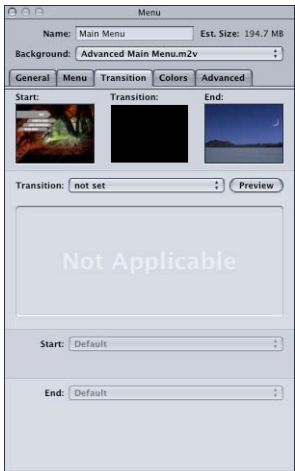 Menu
Name: Main Menu Est. Size: 194.7 MB
Background: Advanced Main Menu.m2v
General Menu Transition Colors Advanced
Start: Transition: End:
Transition: not set Preview
Not Applicable
Start: Default
End: Default